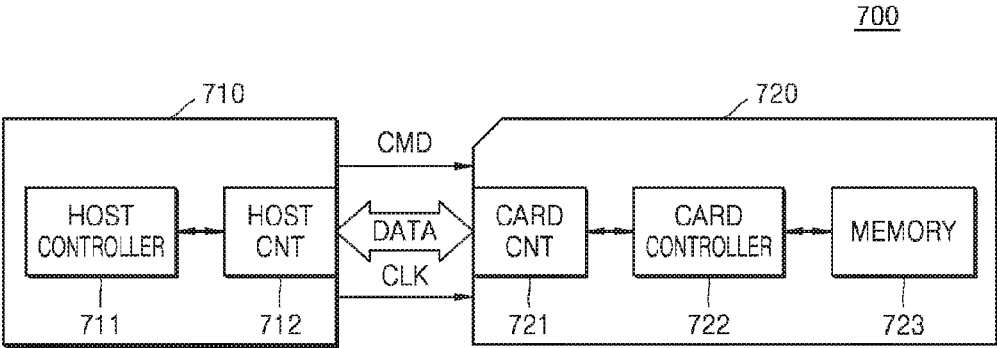 700
710
720
CMD
HOST
CONTROLLER
HOST
CNT
DATA
CARD
CNT
CARD
CONTROLLER
MEMORY
CLK
711
712
721
722
723